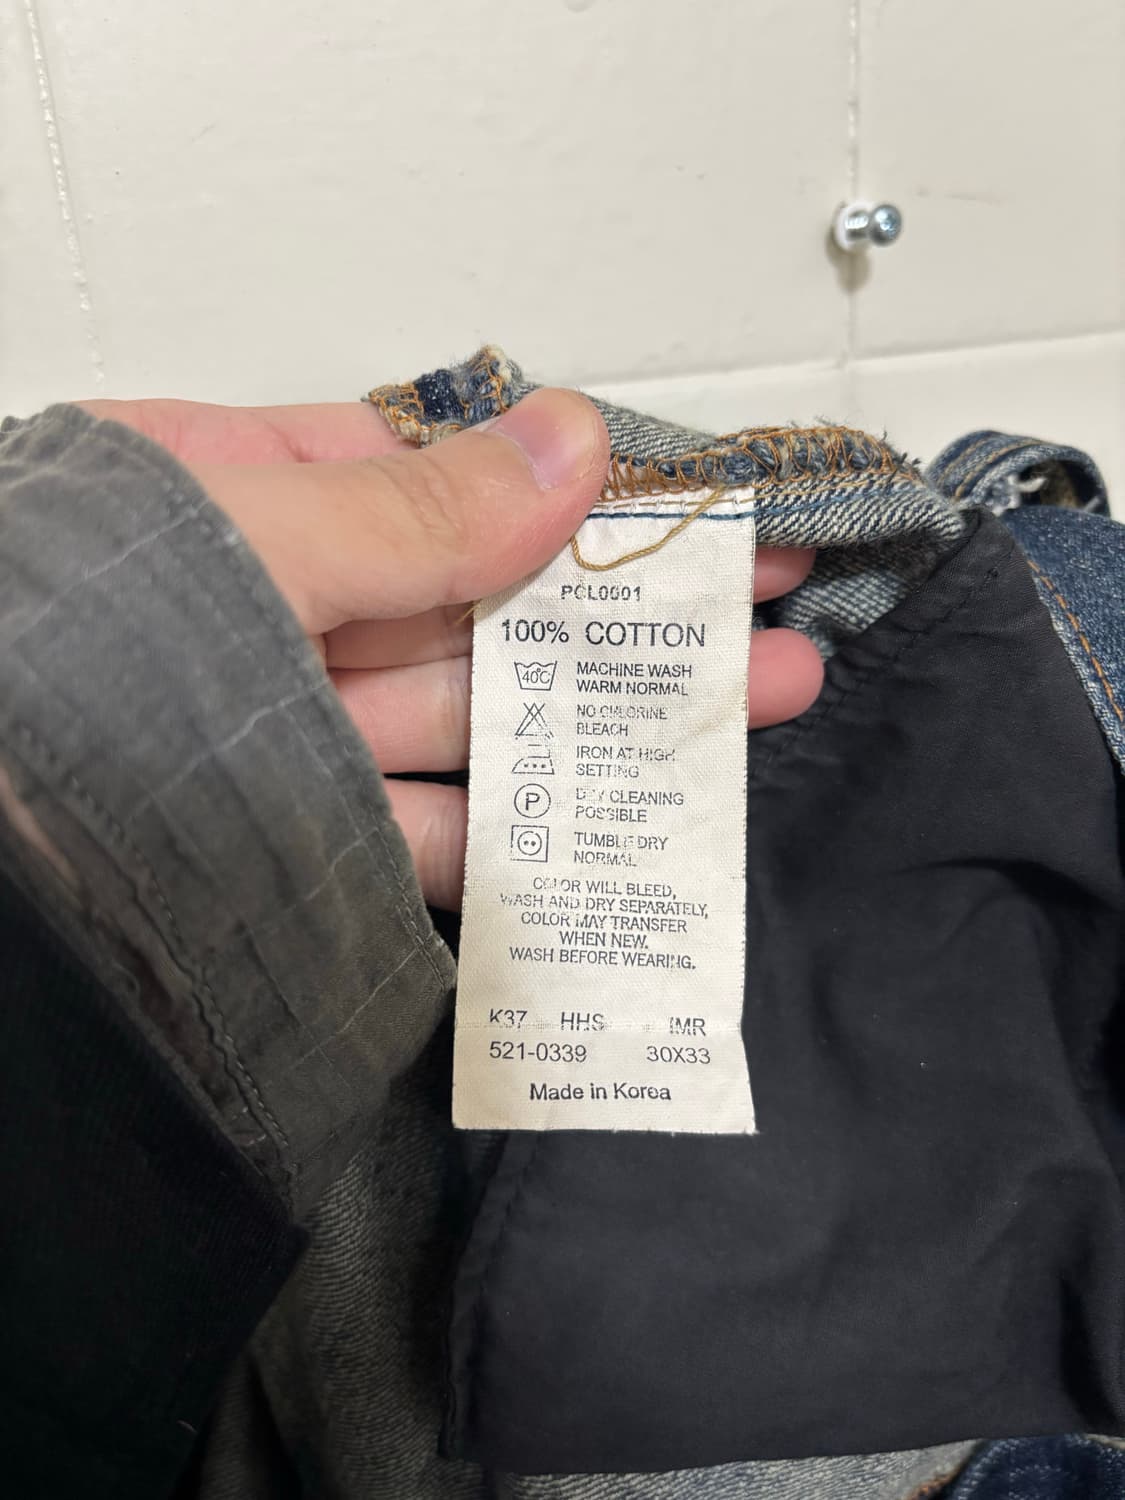 PCL0001
100% COTTON
40°C
MACHINE WASH
WARM NORMAL
NO CHLORINE
BLEACH
IRON AT HIGH
SETTING
P
DRY CLEANING
POSSIBLE
TUMBLE DRY
NORMAL
COLOR WILL BLEED,
WASH AND DRY SEPARATELY,
COLOR MAY TRANSFER
WHEN NEW.
WASH BEFORE WEARING.
K37 HHS IMR
521-0339 30X33
Made in Korea